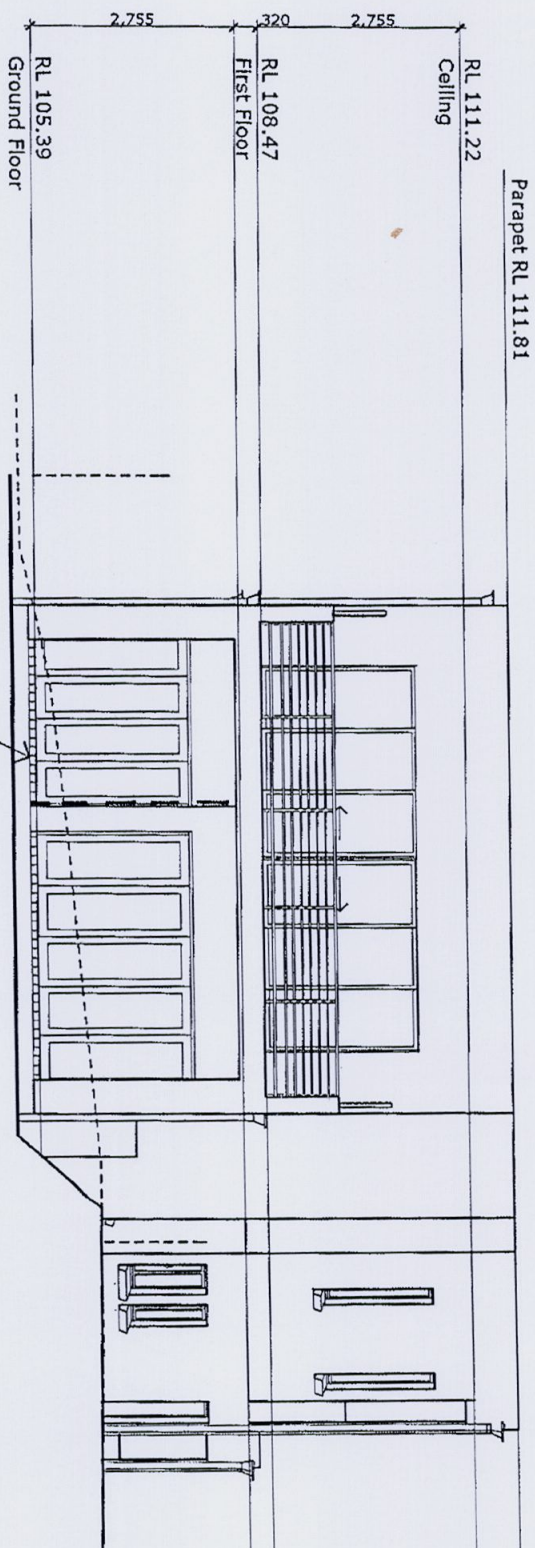 Parapet RL 111.81
RL 111.22
Ceiling
RL 108.47
First Floor
RL 105.39
Ground Floor
2,755
320
2,755